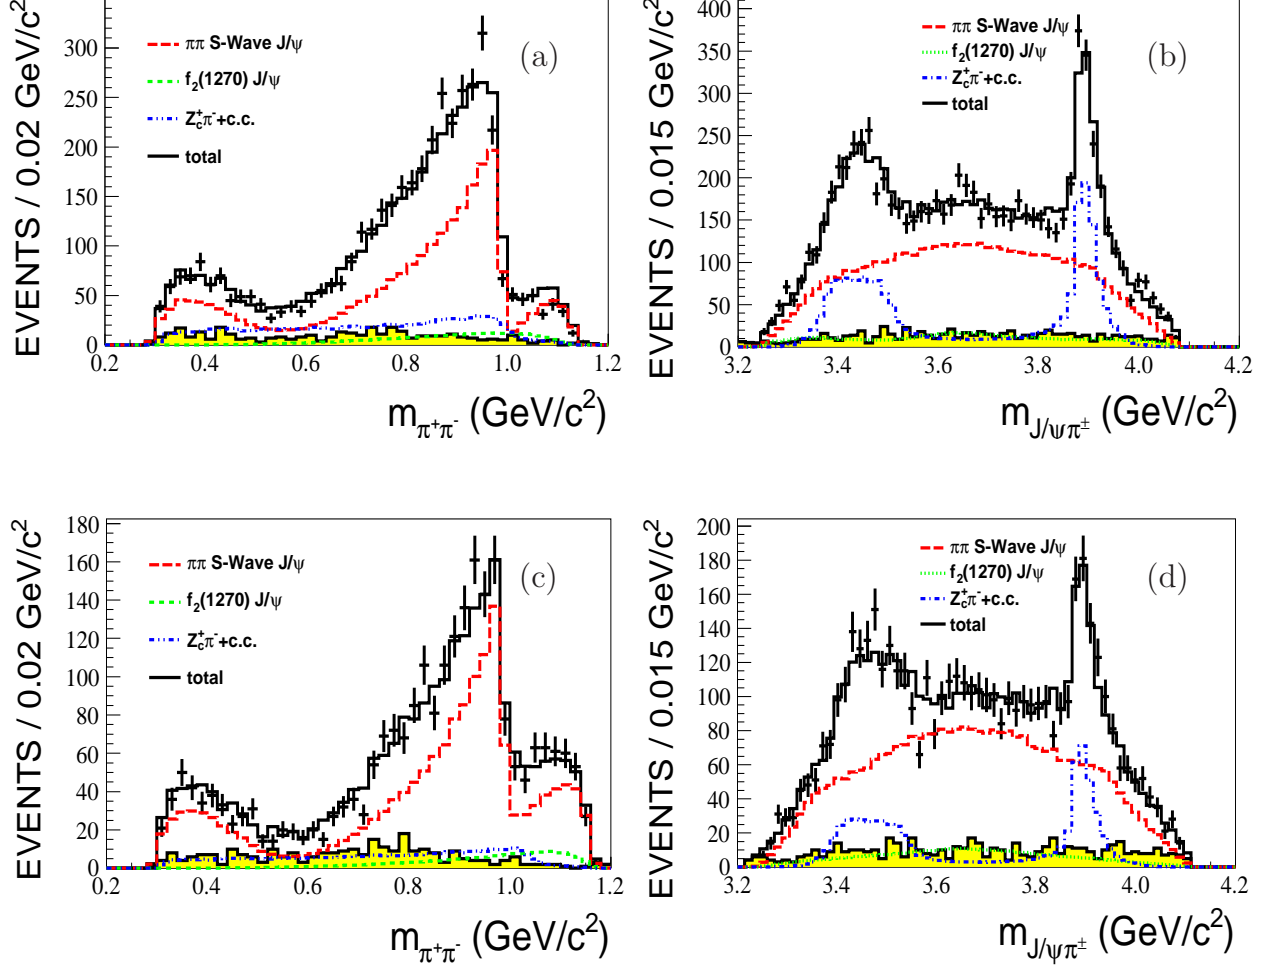 EVENTS / 0.02 GeV/c²
300
250
200
150
100
50
0
ππ S-Wave J/ψ
f₂(1270) J/ψ
Z_c⁺π⁻+c.c.
total
(a)
0.2 0.4 0.6 0.8 1.0 1.2
m_π⁺π⁻ (GeV/c²)
EVENTS / 0.015 GeV/c²
400
350
300
250
200
150
100
50
0
ππ S-Wave J/ψ
f₂(1270) J/ψ
Z_c⁺π⁻+c.c.
total
(b)
3.2 3.4 3.6 3.8 4.0 4.2
m_J/ψπ± (GeV/c²)
EVENTS / 0.02 GeV/c²
180
160
140
120
100
80
60
40
20
0
ππ S-Wave J/ψ
f₂(1270) J/ψ
Z_c⁺π⁻+c.c.
total
(c)
0.2 0.4 0.6 0.8 1.0 1.2
m_π⁺π⁻ (GeV/c²)
EVENTS / 0.015 GeV/c²
200
180
160
140
120
100
80
60
40
20
0
ππ S-Wave J/ψ
f₂(1270) J/ψ
Z_c⁺π⁻+c.c.
total
(d)
3.2 3.4 3.6 3.8 4.0 4.2
m_J/ψπ± (GeV/c²)